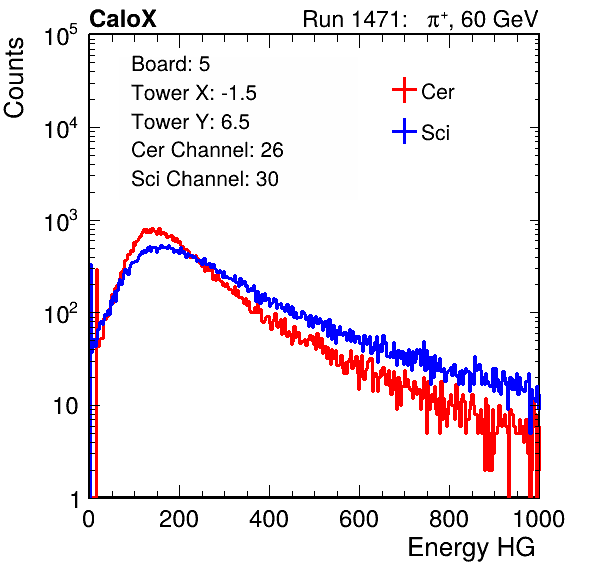 CaloX Run 1471: π⁺, 60 GeV
Counts
10⁵
10⁴
10³
10²
10
1
Board: 5
Tower X: -1.5
Tower Y: 6.5
Cer Channel: 26
Sci Channel: 30
Cer
Sci
0 200 400 600 800 1000
Energy HG